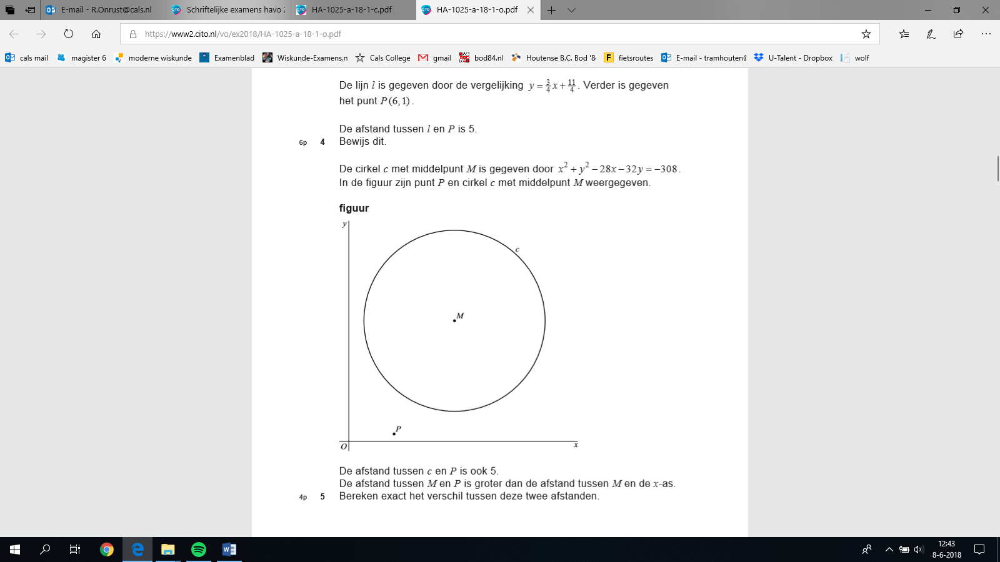 E-mail - R.Onrust@cals.nl
Schriftelijke examens havo 2
HA-1025-a-18-1-c.pdf
HA-1025-a-18-1-o.pdf
https://www2.cito.nl/vo/ex2018/HA-1025-a-18-1-o.pdf
cals mail
magister 6
moderne wiskunde
Examenblad
Wiskunde-Examens.n
Cals College
gmail
bod84.nl
Houtense B.C. Bod '84
fietsroutes
E-mail - tramhouten@
U-Talent - Dropbox
wolf
De lijn l is gegeven door de vergelijking y = 3/4 x + 11/4. Verder is gegeven
het punt P(6, 1).
De afstand tussen l en P is 5.
6p 4 Bewijs dit.
De cirkel c met middelpunt M is gegeven door x² + y² − 28x − 32y = −308.
In de figuur zijn punt P en cirkel c met middelpunt M weergegeven.
figuur
y
c
M
P
O
x
De afstand tussen c en P is ook 5.
De afstand tussen M en P is groter dan de afstand tussen M en de x-as.
4p 5 Bereken exact het verschil tussen deze twee afstanden.
12:43
8-6-2018